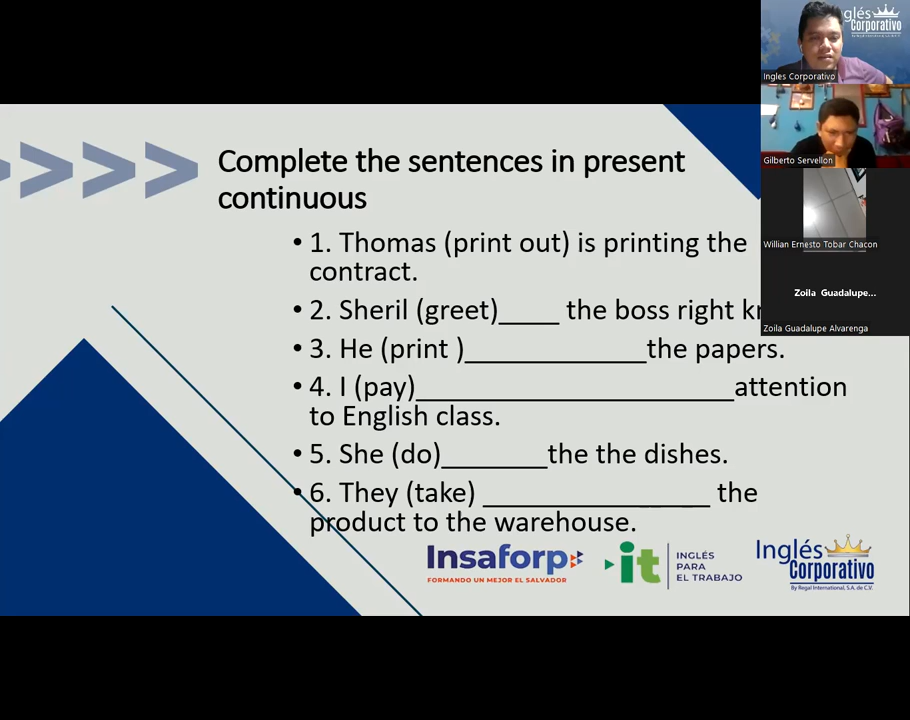 glés
Corporativo
Ingles Corporativo
Gilberto Servellon
Willian Ernesto Tobar Chacon
Zoila Guadalupe...
Zoila Guadalupe Alvarenga
>>>>
Complete the sentences in present
continuous
• 1. Thomas (print out) is printing the
contract.
• 2. Sheril (greet)____ the boss right
• 3. He (print )____________the papers.
• 4. I (pay)_____________________attention
to English class.
• 5. She (do)_______the the dishes.
• 6. They (take) _______________ the
product to the warehouse.
Insaforp
FORMANDO UN MEJOR EL SALVADOR
it
INGLÉS
PARA
EL TRABAJO
Inglés
Corporativo
By Regal International, S.A. de C.V.